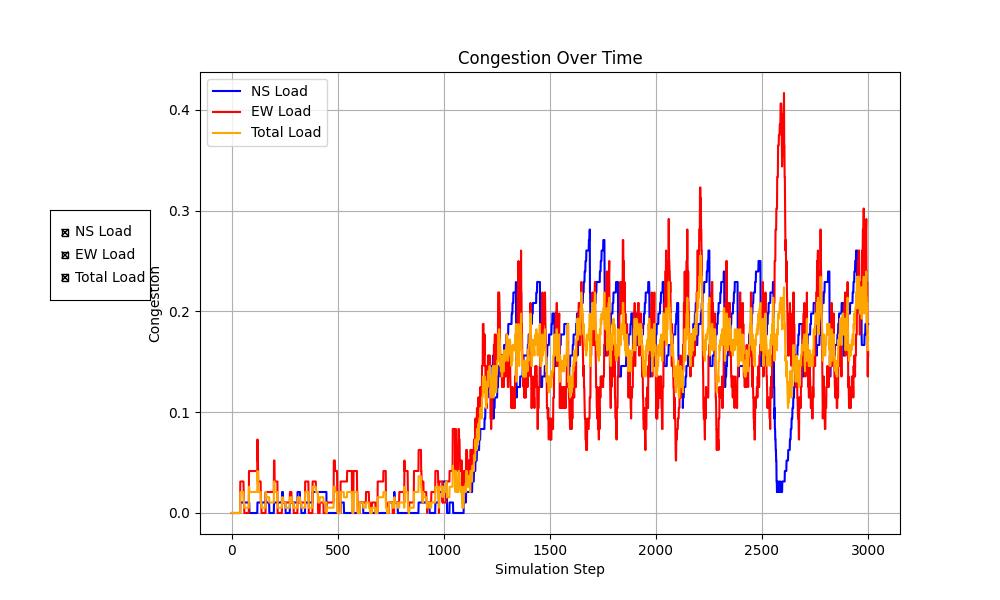 Congestion Over Time
NS Load
EW Load
Total Load
NS Load
EW Load
Total Load
Congestion
0.4
0.3
0.2
0.1
0.0
0
500
1000
1500
2000
2500
3000
Simulation Step